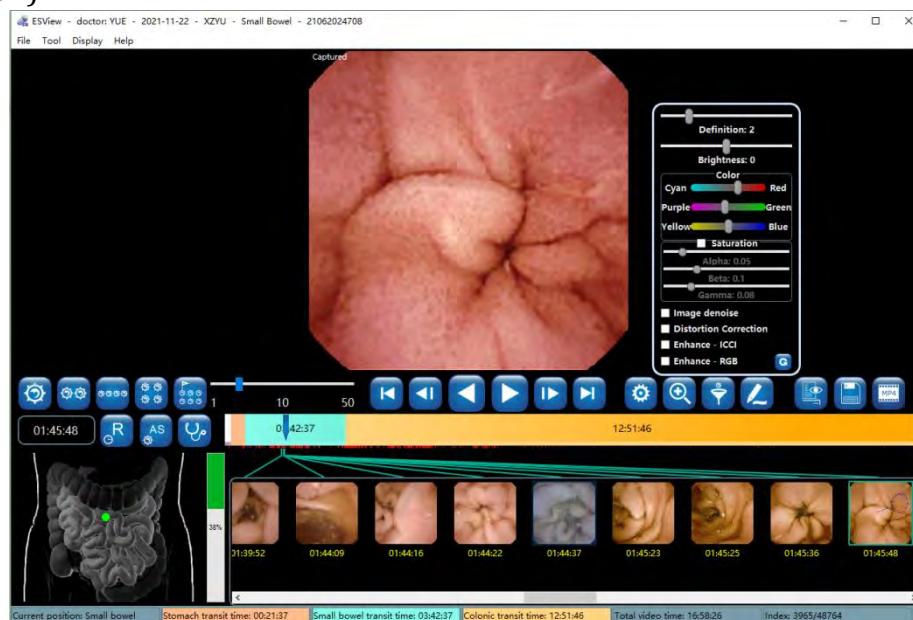 ESView - doctor: YUE - 2021-11-22 - XZYU - Small Bowel - 21062024708
File Tool Display Help
Captured
Definition: 2
Brightness: 0
Color
Cyan Red
Purple Green
Yellow Blue
Saturation
Alpha: 0.05
Beta: 0.1
Gamma: 0.08
Image denoise
Distortion Correction
Enhance - ICCI
Enhance - RGB
G
1 10 50
MP4
01:45:48
R
AS
12:51:46
38%
01:39:52 01:44:09 01:44:16 01:44:22 01:44:37 01:45:23 01:45:25 01:45:36 01:45:48
Current position: Small bowel Stomach transit time: 00:21:37 Small bowel transit time: 03:42:37 Colonic transit time: 12:51:46 Total video time: 16:58:26 Index: 3965/48764